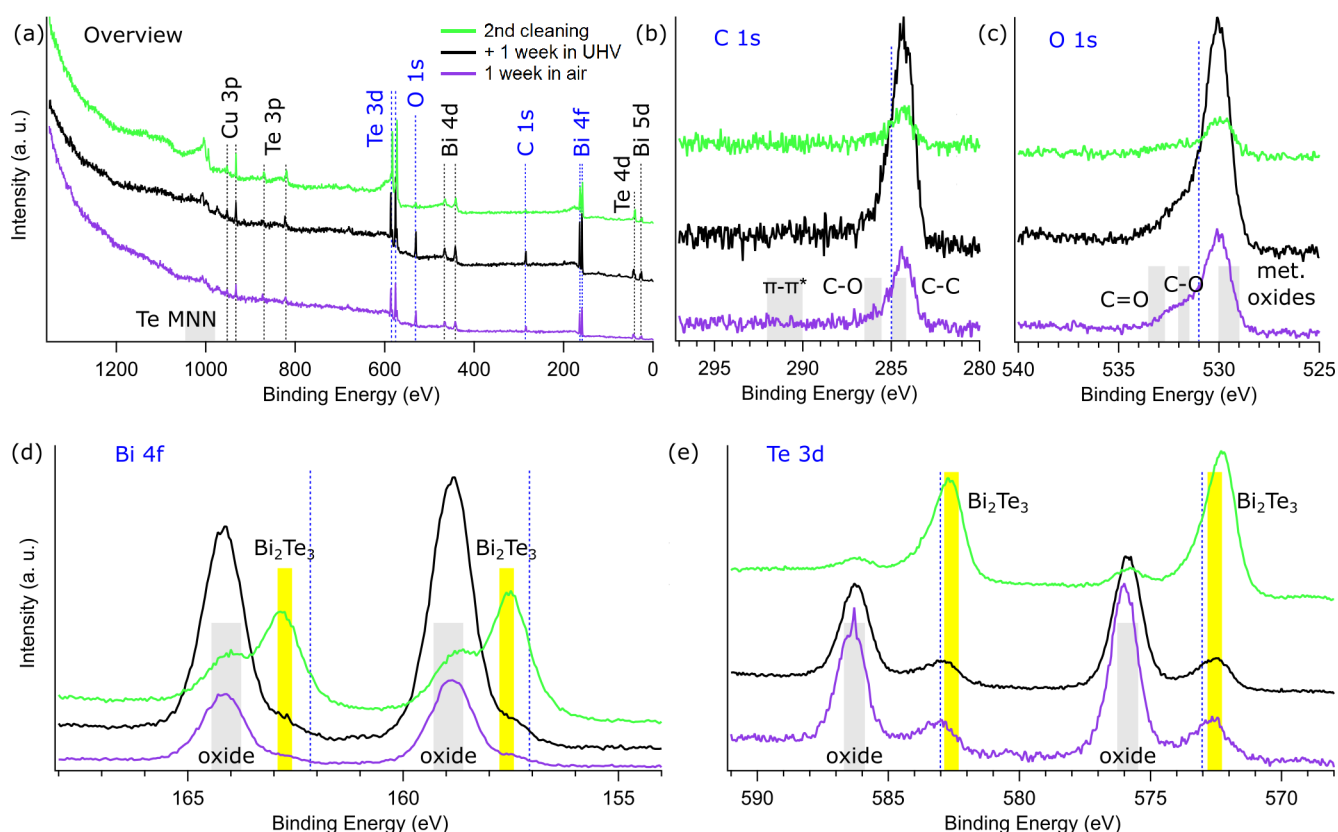 (a)
Overview
2nd cleaning
+ 1 week in UHV
1 week in air
Cu 3p
Te 3p
Te 3d
O 1s
Bi 4d
C 1s
Bi 4f
Te 4d
Bi 5d
Te MNN
Intensity (a. u.)
1200
1000
800
600
400
200
0
Binding Energy (eV)
(b)
C 1s
π-π*
C-O
C-C
295
290
285
280
Binding Energy (eV)
(c)
O 1s
C=O
C-O
met.
oxides
540
530
525
Binding Energy (eV)
(d)
Bi 4f
Bi₂Te₃
Bi₂Te₃
oxide
oxide
Intensity (a. u.)
165
160
155
Binding Energy (eV)
(e)
Te 3d
Bi₂Te₃
Bi₂Te₃
oxide
oxide
590
585
580
575
570
Binding Energy (eV)